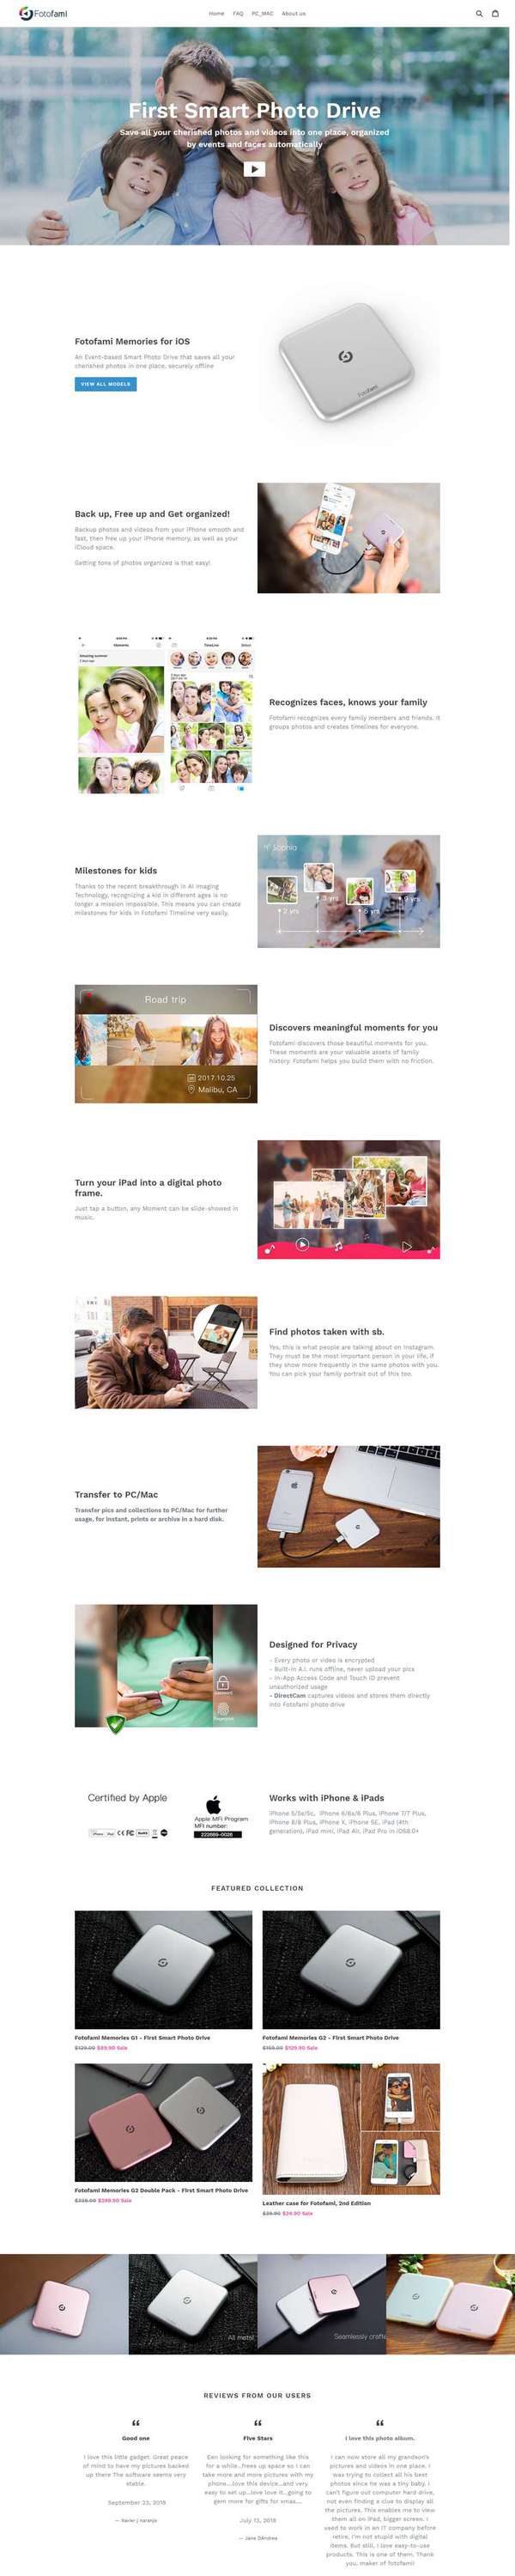 Fotofami
Home FAQ PC_MAC About us
First Smart Photo Drive
Save all your cherished photos and videos into one place, organized
by events and faces automatically
Fotofami Memories for iOS
An Event-based Smart Photo Drive that saves all your
cherished photos in one place, securely offline
VIEW ALL MODELS
Fotofami
Back up, Free up and Get organized!
Backup photos and videos from your iPhone smooth and
fast, then free up your iPhone memory, as well as your
iCloud space.
Getting tons of photos organized is that easy!
Moments
Timeline
Select
Amazing summer
Recognizes faces, knows your family
Fotofami recognizes every family members and friends. It
groups photos and creates timelines for everyone.
Milestones for kids
Thanks to the recent breakthrough in AI Imaging
Technology, recognizing a kid in different ages is no
longer a mission impossible. This means you can create
milestones for kids in Fotofami Timeline very easily.
Sophia
2 yrs
3 yrs
5 yrs
9 yrs
Road trip
2017.10.25
Malibu, CA
Discovers meaningful moments for you
Fotofami discovers those beautiful moments for you.
These moments are your valuable assets of family
history. Fotofami helps you build them with no friction.
Turn your iPad into a digital photo
frame.
Just tap a button, any Moment can be slide-showed in
music.
Find photos taken with sb.
Yes, this is what people are talking about on Instagram.
They must be the most important person in your life, if
they show more frequently in the same photos with you.
You can pick your family portrait out of this too.
Transfer to PC/Mac
Transfer pics and collections to PC/Mac for further
usage, for instant, prints or archive in a hard disk.
Designed for Privacy
- Every photo or video is encrypted
- Built-in A.I. runs offline, never upload your pics
- In-App Access Code and Touch ID prevent
unauthorized usage
- DirectCam captures videos and stores them directly
into Fotofami photo drive
Certified by Apple
Apple MFi Program
MFI number:
222689-0026
Works with iPhone & iPads
iPhone 5/5s/5c, iPhone 6/6s/6 Plus, iPhone 7/7 Plus,
iPhone 8/8 Plus, iPhone X, iPhone SE, iPad (4th
generation), iPad mini, iPad Air, iPad Pro in iOS8.0+
FEATURED COLLECTION
Fotofami Memories G1 - First Smart Photo Drive
$129.00 $99.90 Sale
Fotofami Memories G2 - First Smart Photo Drive
$159.00 $129.90 Sale
Fotofami Memories G2 Double Pack - First Smart Photo Drive
$249.90 Sale
Leather case for Fotofami, 2nd Edition
$29.90 $24.90 Sale
All metal
Seamlessly crafte
REVIEWS FROM OUR USERS
“
Good one
I love this little gadget. Great peace
of mind to have my pictures backed
up there The software seems very
stable.
September 23, 2018
— Xavier j naranjo
“
Five Stars
Een looking for something like this
for a while..frees up space so I can
take more and more pictures with my
phone...love this device...and very
easy to set up..love love it...going to
gem more for gifts for xmas....
July 72, 2018
“
I love this photo album.
I can now store all my grandson's
pictures and videos in one place. I
was trying to collect all his best
photos since he was a tiny baby. I
can't figure out computer hard drive,
not even finding a clue to display all
the pictures. This enables me to view
them all on iPad, bigger screen. I
used to work in an IT company before
retire, I'm not stupid with digital
items. But still, I love easy-to-use
products. This is one of them. Thank
you, maker of fotofami!